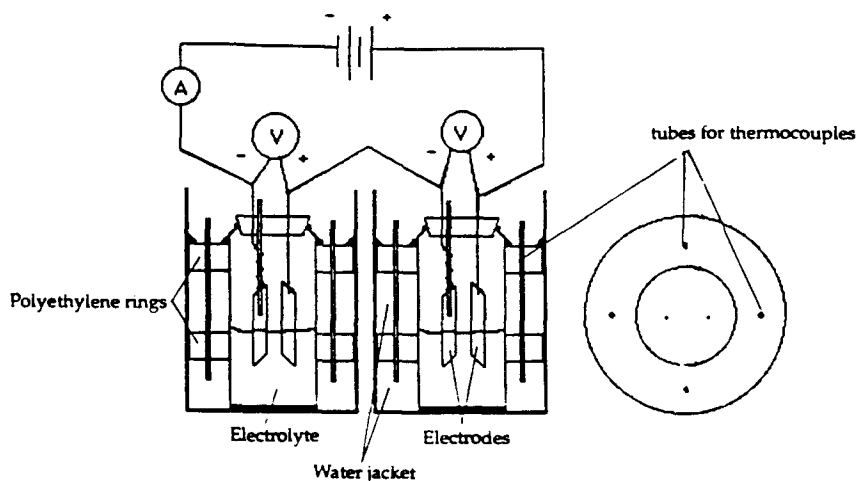 - +
A
V
V
- +
- +
tubes for thermocouples
Polyethylene rings
Electrolyte
Electrodes
Water jacket